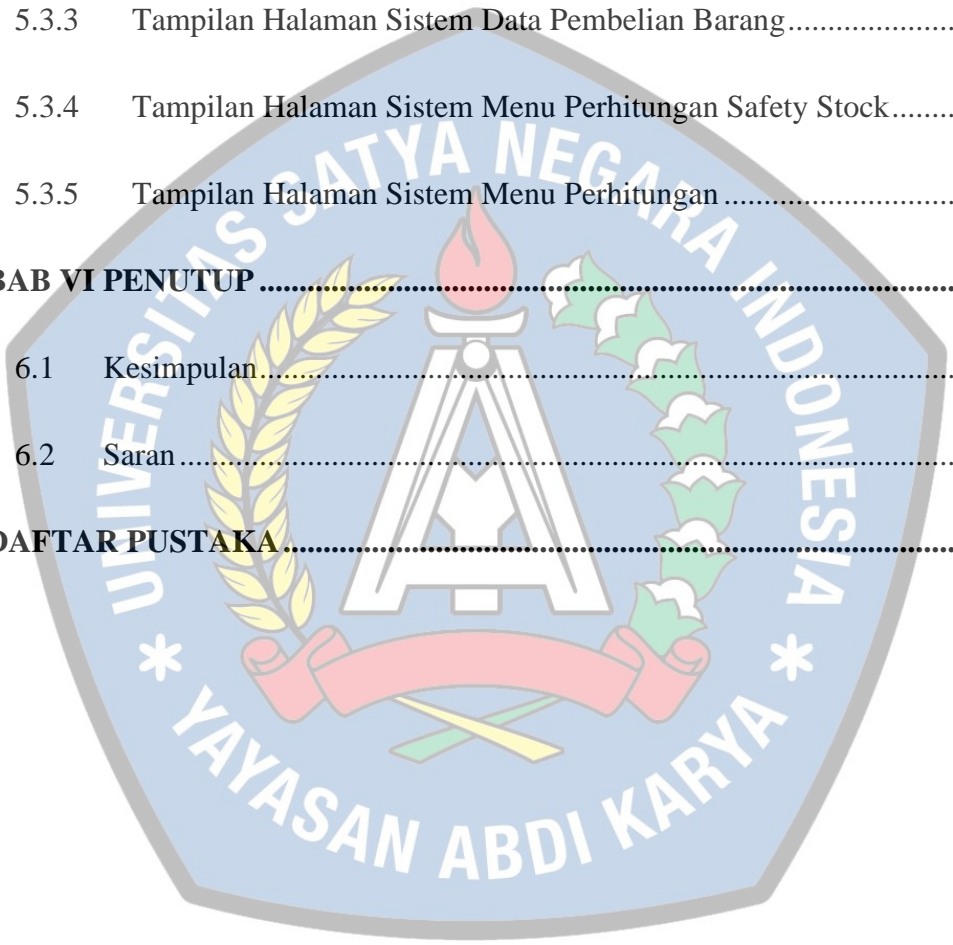 5.3.3 Tampilan Halaman Sistem Data Pembelian Barang.....................
5.3.4 Tampilan Halaman Sistem Menu Perhitungan Safety Stock........
5.3.5 Tampilan Halaman Sistem Menu Perhitungan..............................
BAB VI PENUTUP................................................................................
6.1 Kesimpulan................................................................................
6.2 Saran..........................................................................................
DAFTAR PUSTAKA.............................................................................
UNIVERSITAS SATYA NEGARA INDONESIA
* YAYASAN ABDI KARYA *